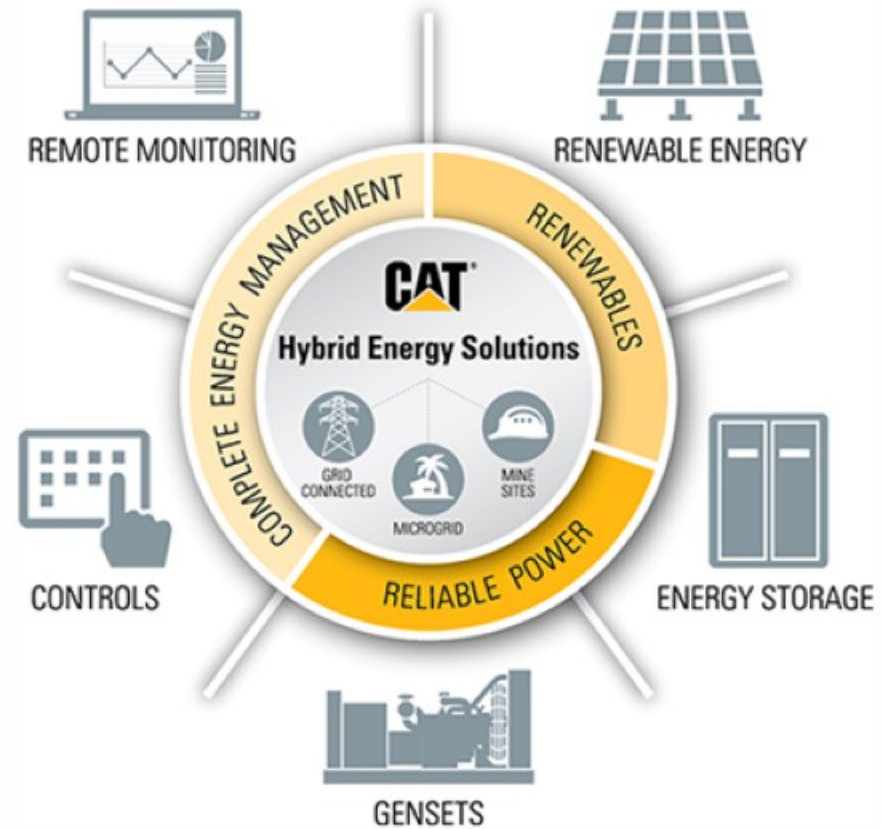 REMOTE MONITORING
RENEWABLE ENERGY
COMPLETE ENERGY MANAGEMENT
RENEWABLES
CAT®
Hybrid Energy Solutions
GRID
CONNECTED
MICROGRID
MINE
SITES
RELIABLE POWER
CONTROLS
ENERGY STORAGE
GENSETS